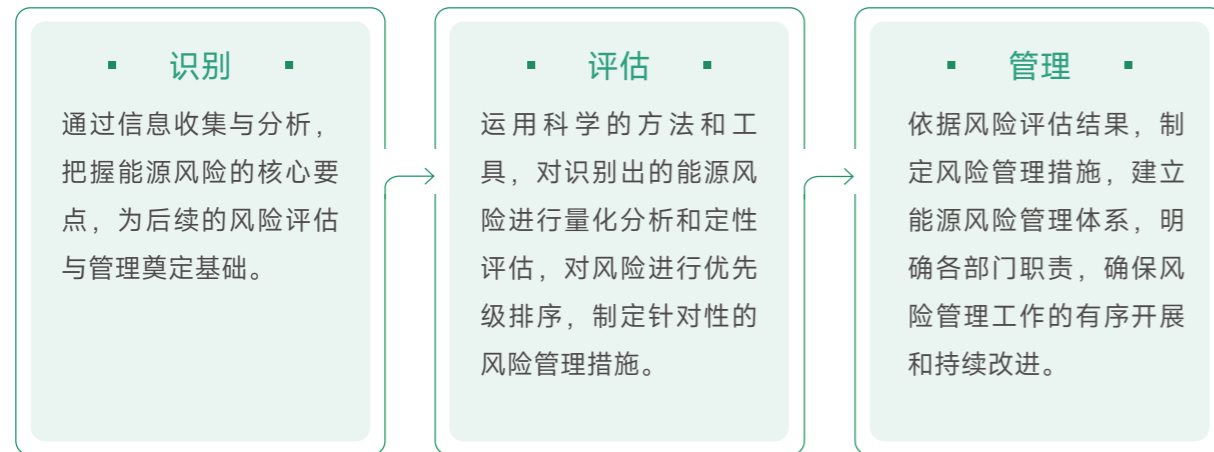 识别
通过信息收集与分析，
把握能源风险的核心要
点，为后续的风险评估
与管理奠定基础。
评估
运用科学的方法和工
具，对识别出的能源风
险进行量化分析和定性
评估，对风险进行优先
级排序，制定针对性的
风险管理措施。
管理
依据风险评估结果，制
定风险管理措施，建立
能源风险管理体系，明
确各部门职责，确保风
险管理工作的有序开展
和持续改进。